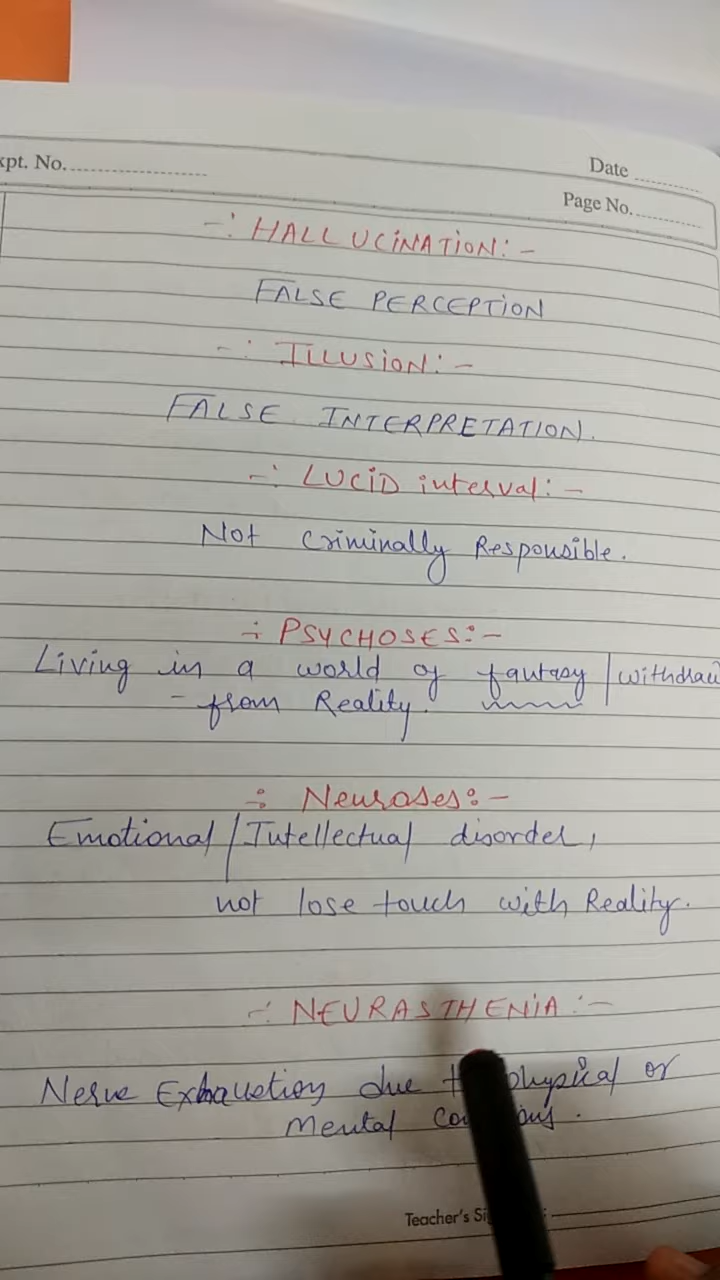 xpt. No.
Date
Page No.
-: HALLUCINATION:-
FALSE PERCEPTION
-: ILLUSION:-
FALSE INTERPRETATION.
-: LUCID interval:-
Not Criminally Responsible.
÷ PSYCHOSES:-
Living in a world of fantasy / withdraw
- from Reality.
÷ Neuroses:-
Emotional / Intellectual disorder,
not lose touch with Reality.
-: NEURASTHENIA:-
Nerve Exhaustion due physical or
mental
Teacher's